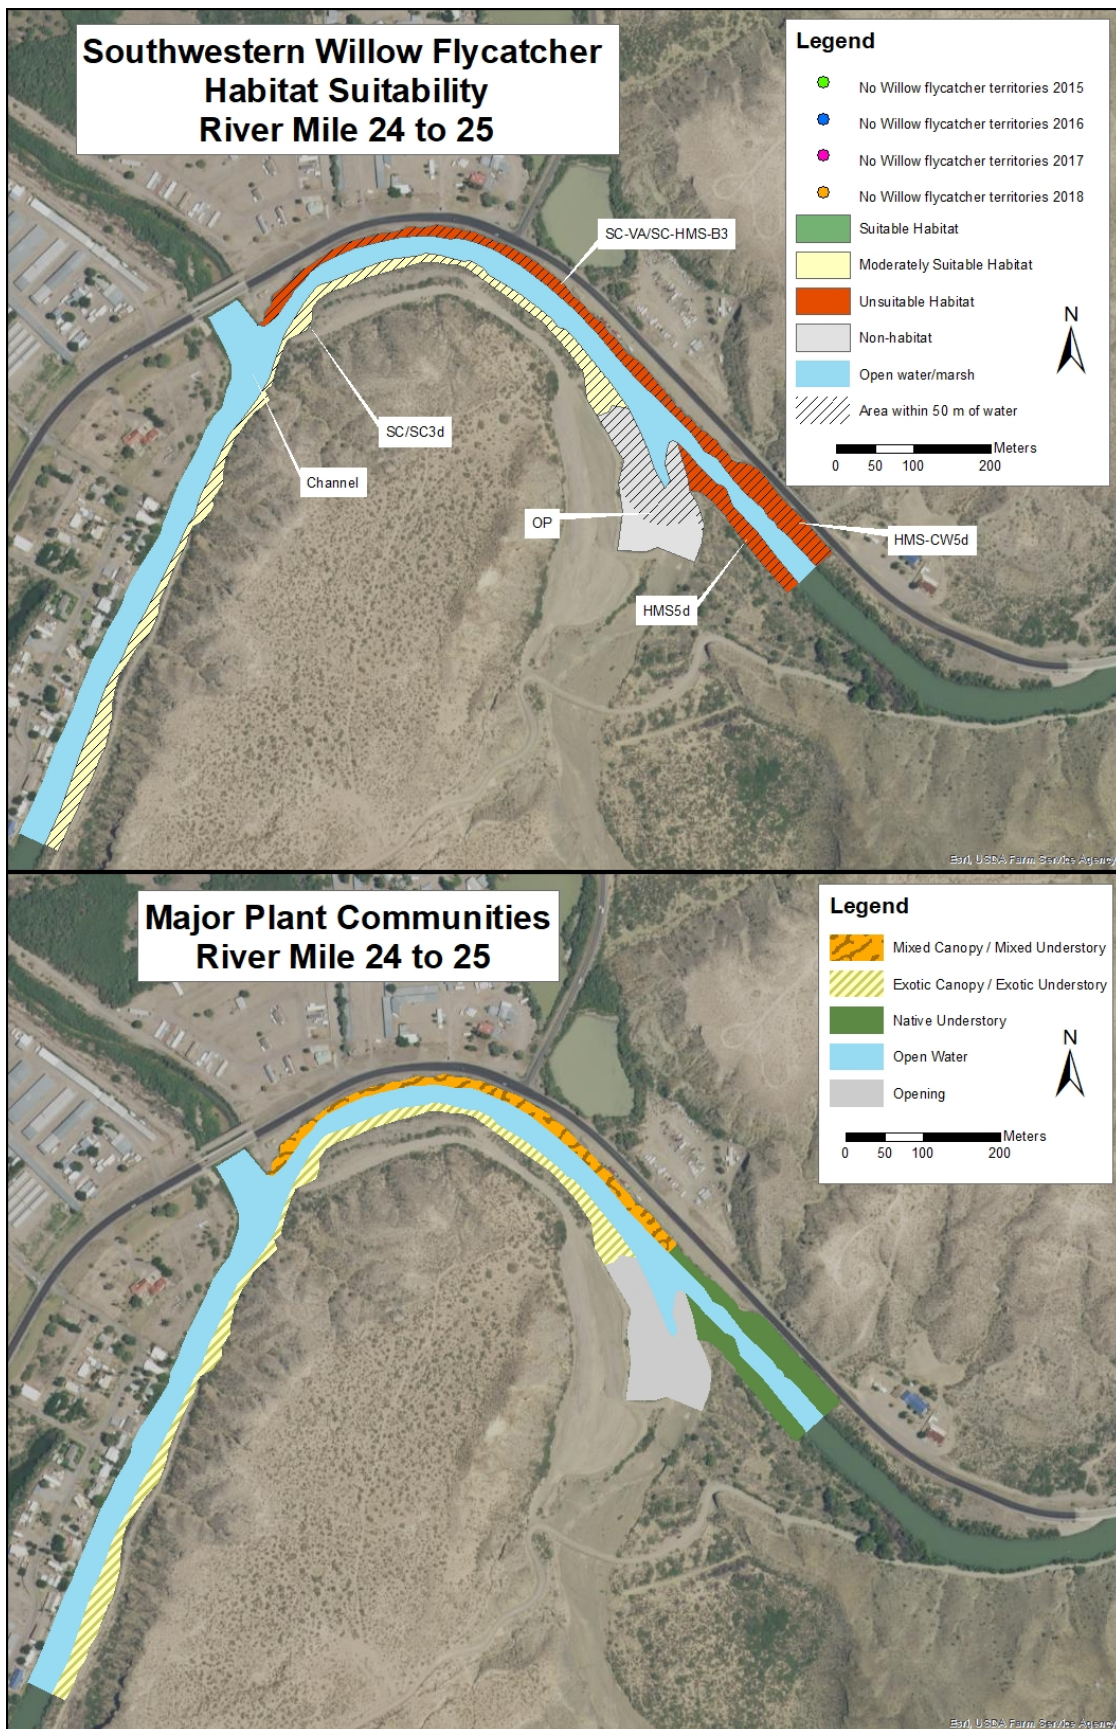 Southwestern Willow Flycatcher
Habitat Suitability
River Mile 24 to 25
Legend
No Willow flycatcher territories 2015
No Willow flycatcher territories 2016
No Willow flycatcher territories 2017
No Willow flycatcher territories 2018
Suitable Habitat
Moderately Suitable Habitat
Unsuitable Habitat
Non-habitat
Open water/marsh
Area within 50 m of water
N
Meters
0 50 100 200
SC-VA/SC-HMS-B3
SC/SC3d
Channel
OP
HMS-CW5d
HMS5d
Esri, USDA Farm Service Agency
Major Plant Communities
River Mile 24 to 25
Legend
Mixed Canopy / Mixed Understory
Exotic Canopy / Exotic Understory
Native Understory
Open Water
Opening
N
Meters
0 50 100 200
Esri, USDA Farm Service Agency